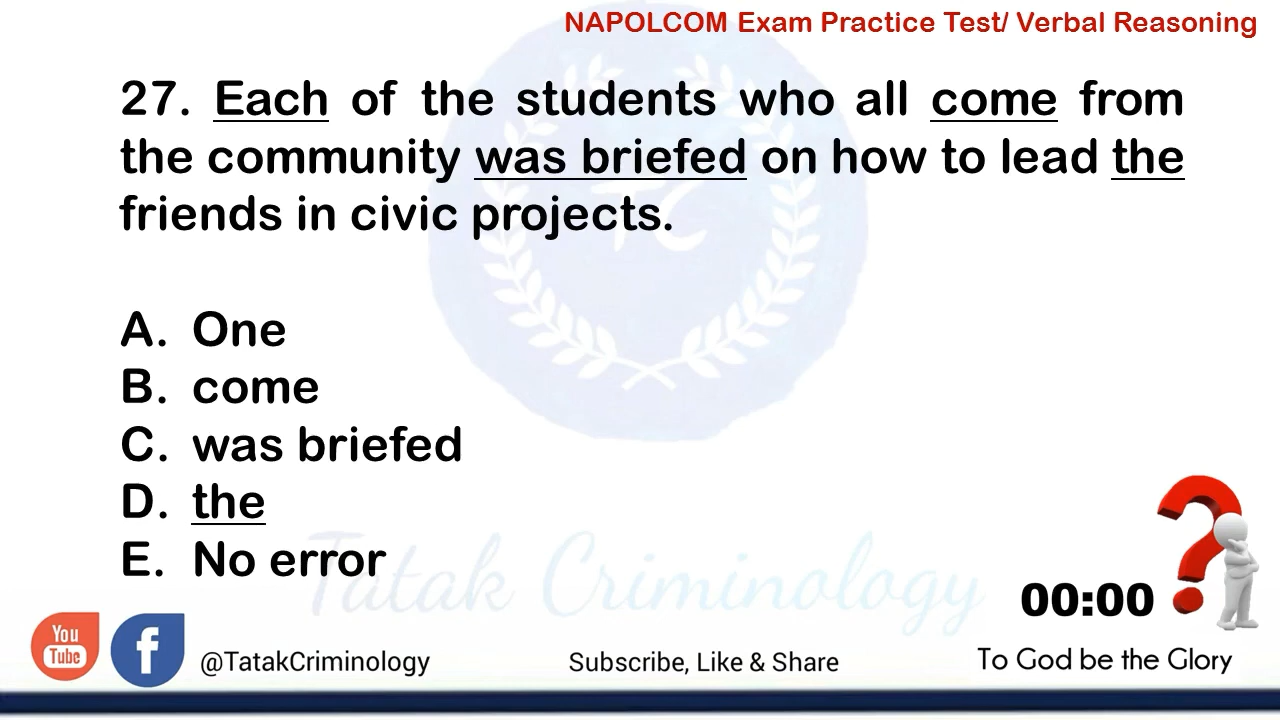 NAPOLCOM Exam Practice Test/ Verbal Reasoning
27. Each of the students who all come from
the community was briefed on how to lead the
friends in civic projects.
A. One
B. come
C. was briefed
D. the
E. No error
Tatak Criminology
00:00
You
Tube
f
@TatakCriminology
Subscribe, Like & Share
To God be the Glory